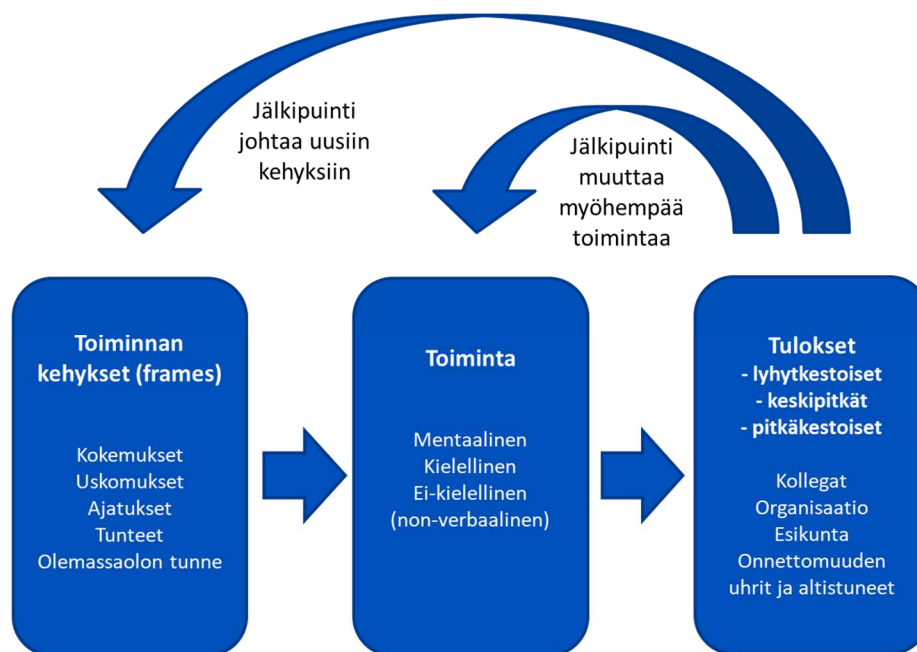 Jälkipuinti
johtaa uusiin
kehyksiin
Jälkipuinti
muuttaa
myöhempää
toimintaa
Toiminnan
kehykset (frames)
Kokemukset
Uskomukset
Ajatukset
Tunteet
Olemassaolon tunne
Toiminta
Mentaalinen
Kielellinen
Ei-kielellinen
(non-verbaalinen)
Tulokset
- lyhytkestoiset
- keskipitkät
- pitkäkestoiset
Kollegat
Organisaatio
Esikunta
Onnettomuuden
uhrit ja altistuneet